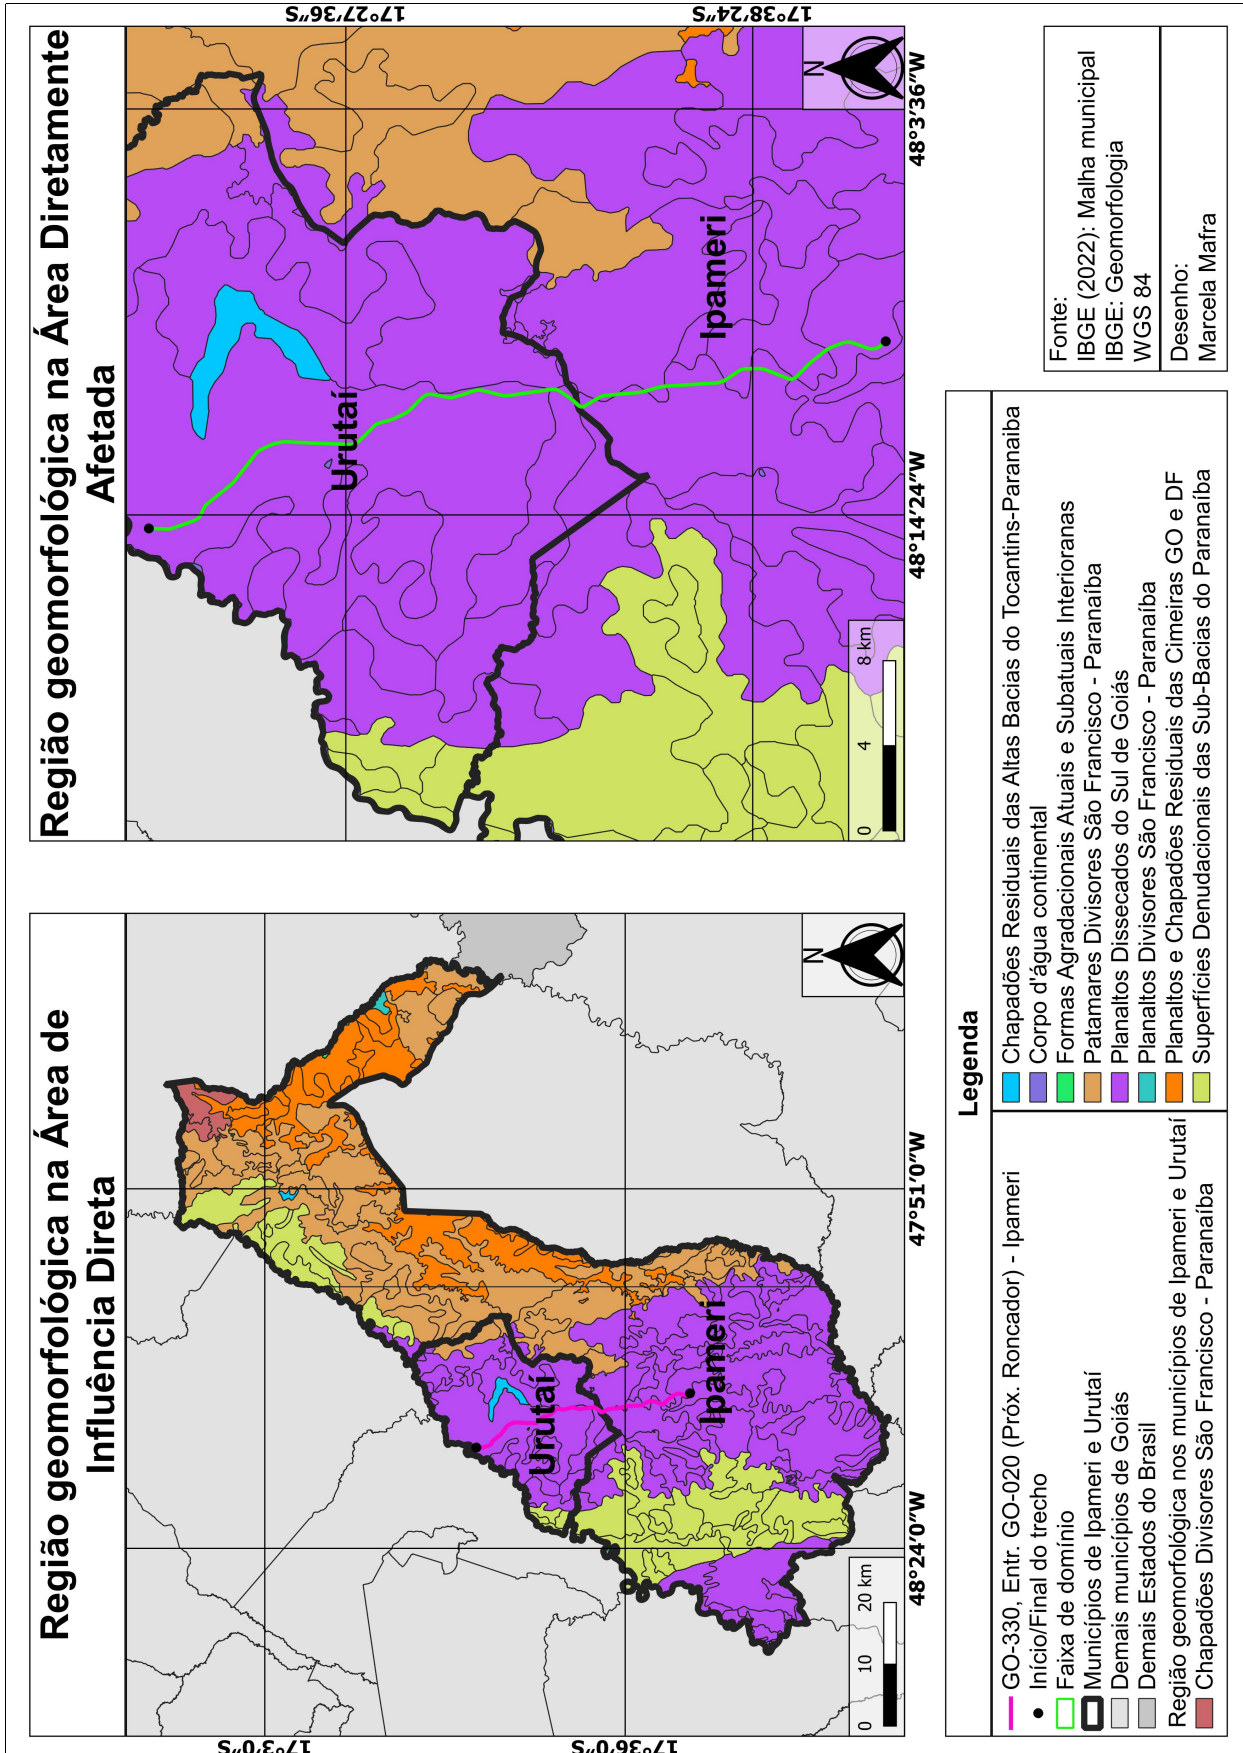 Região geomorfológica na Área de
Influência Direta
N
Urutaí
Ipameri
0 10 20 km
17°3′0″S
17°36′0″S
48°24′0″W
47°51′0″W
Região geomorfológica na Área Diretamente
Afetada
N
Urutaí
Ipameri
0 4 8 km
17°27′36″S
17°38′24″S
48°14′24″W
48°3′36″W
Legenda
GO-330, Entr. GO-020 (Próx. Roncador) - Ipameri
Início/Final do trecho
Faixa de domínio
Municípios de Ipameri e Urutaí
Demais municípios de Goiás
Demais Estados do Brasil
Região geomorfológica nos municípios de Ipameri e Urutaí
Chapadões Divisores São Francisco - Paranaíba
Chapadões Residuais das Altas Bacias do Tocantins-Paranaiba
Corpo d'água continental
Formas Agradacionais Atuais e Subatuais Interioranas
Patamares Divisores São Francisco - Paranaíba
Planaltos Dissecados do Sul de Goiás
Planaltos Divisores São Francisco - Paranaíba
Planaltos e Chapadões Residuais das Cimeiras GO e DF
Superfícies Denudacionais das Sub-Bacias do Paranaíba
Fonte:
IBGE (2022): Malha municipal
IBGE: Geomorfologia
WGS 84
Desenho:
Marcela Mafra